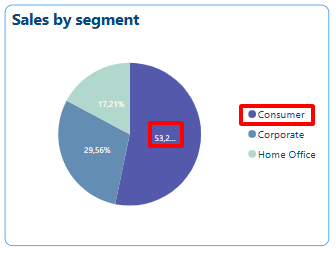 Sales by segment
17,21%
53,2...
29,56%
Consumer
Corporate
Home Office